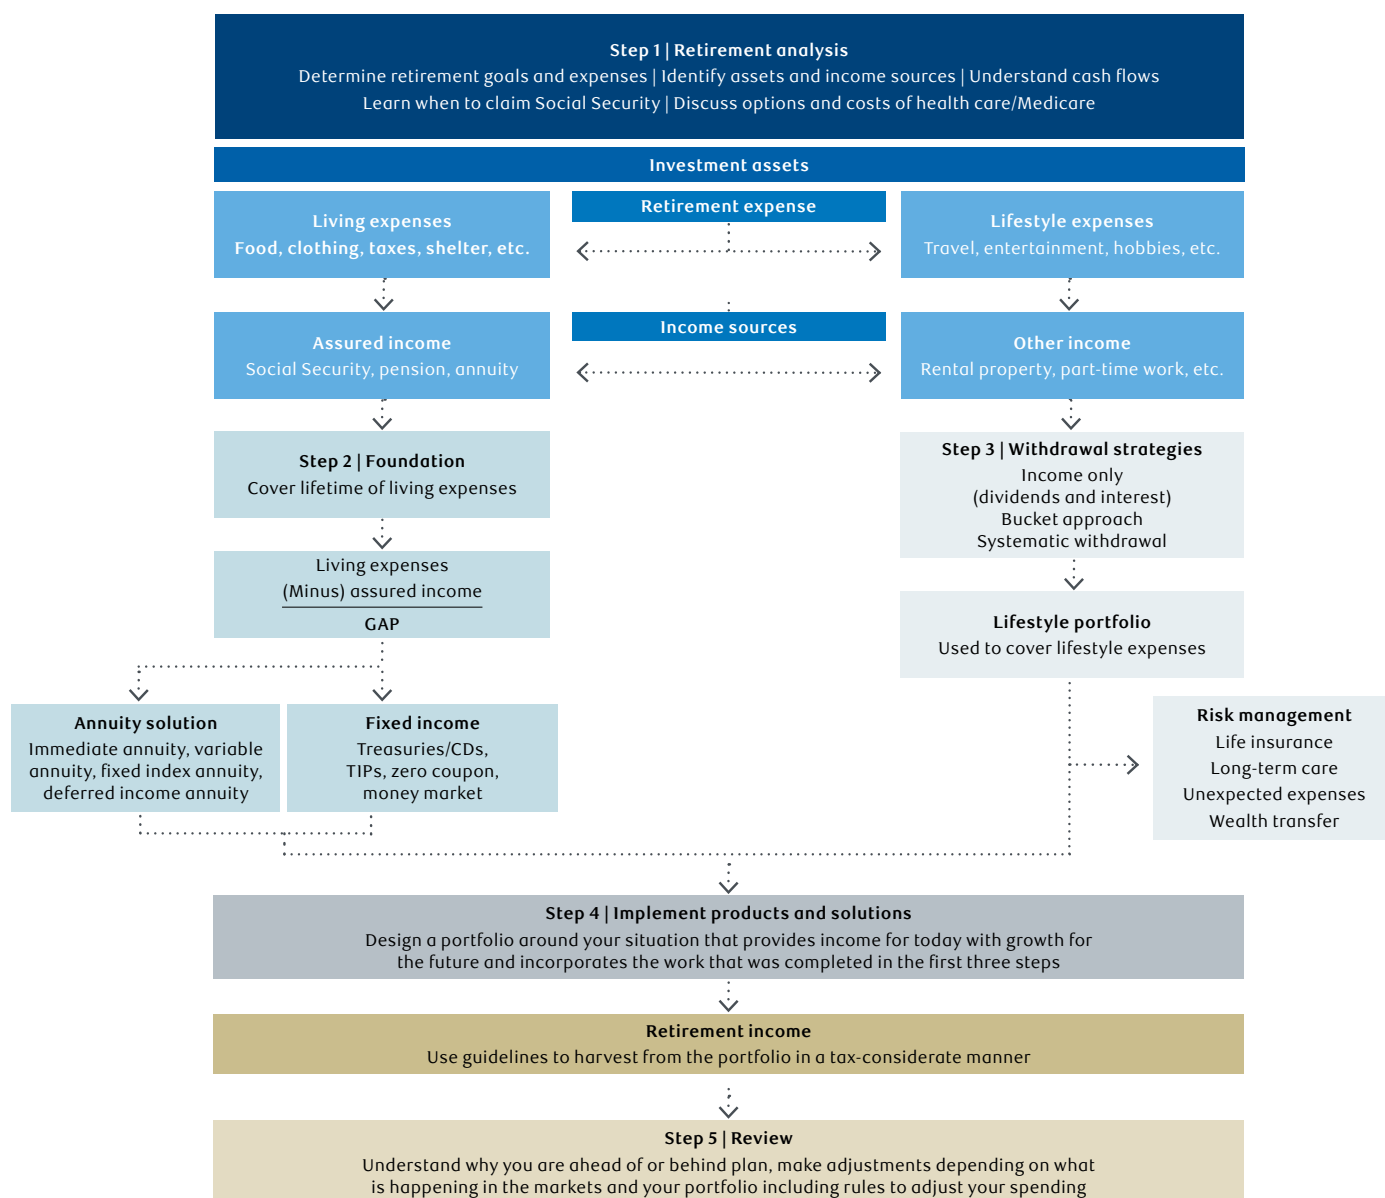 Step 1 | Retirement analysis
Determine retirement goals and expenses | Identify assets and income sources | Understand cash flows
Learn when to claim Social Security | Discuss options and costs of health care/Medicare
Investment assets
Living expenses
Food, clothing, taxes, shelter, etc.
Retirement expense
Lifestyle expenses
Travel, entertainment, hobbies, etc.
Assured income
Social Security, pension, annuity
Income sources
Other income
Rental property, part-time work, etc.
Step 2 | Foundation
Cover lifetime of living expenses
Living expenses
(Minus) assured income
GAP
Step 3 | Withdrawal strategies
Income only
(dividends and interest)
Bucket approach
Systematic withdrawal
Lifestyle portfolio
Used to cover lifestyle expenses
Annuity solution
Immediate annuity, variable
annuity, fixed index annuity,
deferred income annuity
Fixed income
Treasuries/CDs,
TIPs, zero coupon,
money market
Risk management
Life insurance
Long-term care
Unexpected expenses
Wealth transfer
Step 4 | Implement products and solutions
Design a portfolio around your situation that provides income for today with growth for
the future and incorporates the work that was completed in the first three steps
Retirement income
Use guidelines to harvest from the portfolio in a tax-considerate manner
Step 5 | Review
Understand why you are ahead of or behind plan, make adjustments depending on what
is happening in the markets and your portfolio including rules to adjust your spending